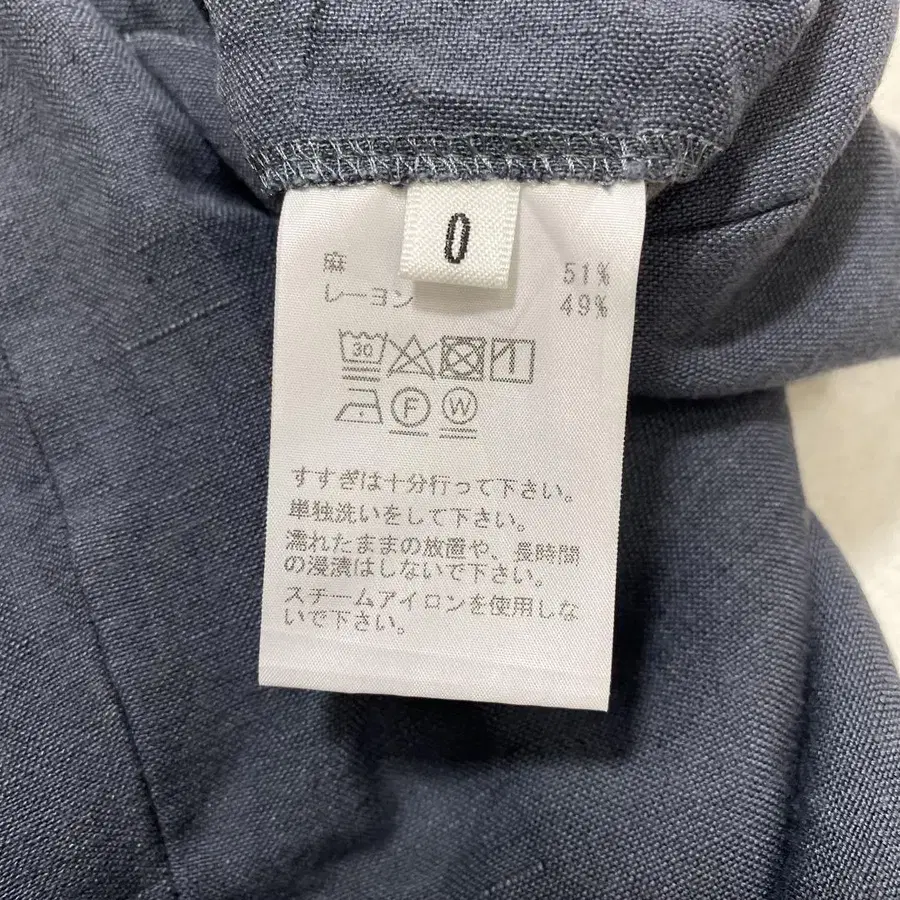 0
麻 51%
レーヨン 49%
30
F W
すすぎは十分行って下さい。
単独洗いをして下さい。
濡れたままの放置や、長時間
の浸漬はしないで下さい。
スチームアイロンを使用しな
いで下さい。